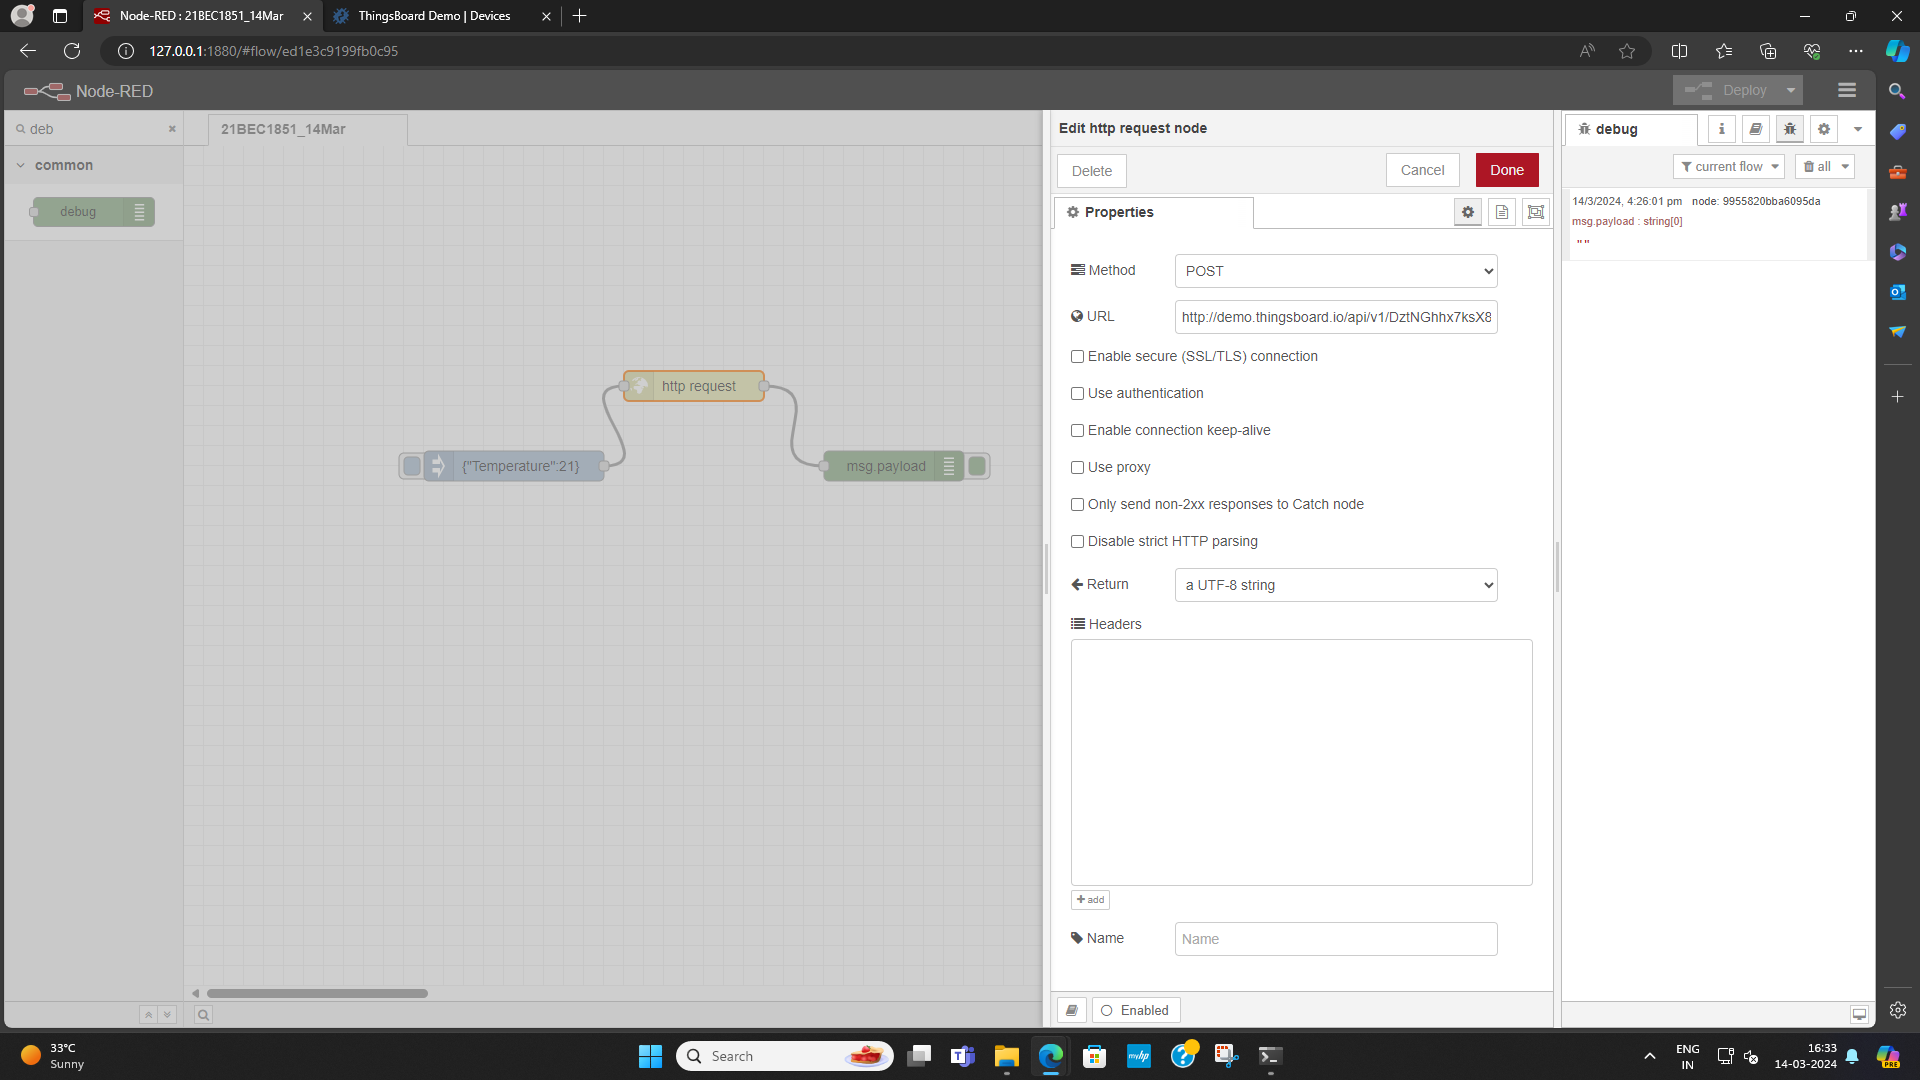 Node-RED : 21BEC1851_14Mar
ThingsBoard Demo | Devices
127.0.0.1:1880/#flow/ed1e3c9199fb0c95
Node-RED
Deploy
deb
21BEC1851_14Mar
common
debug
http request
{"Temperature":21}
msg.payload
Edit http request node
Delete
Cancel
Done
Properties
Method
POST
URL
http://demo.thingsboard.io/api/v1/DztNGhhx7ksX8
Enable secure (SSL/TLS) connection
Use authentication
Enable connection keep-alive
Use proxy
Only send non-2xx responses to Catch node
Disable strict HTTP parsing
Return
a UTF-8 string
Headers
add
Name
Name
Enabled
debug
current flow
all
14/3/2024, 4:26:01 pm node: 9955820bba6095da
msg.payload : string[0]
""
33°C
Sunny
Search
myhp
ENG
IN
16:33
14-03-2024
PRE